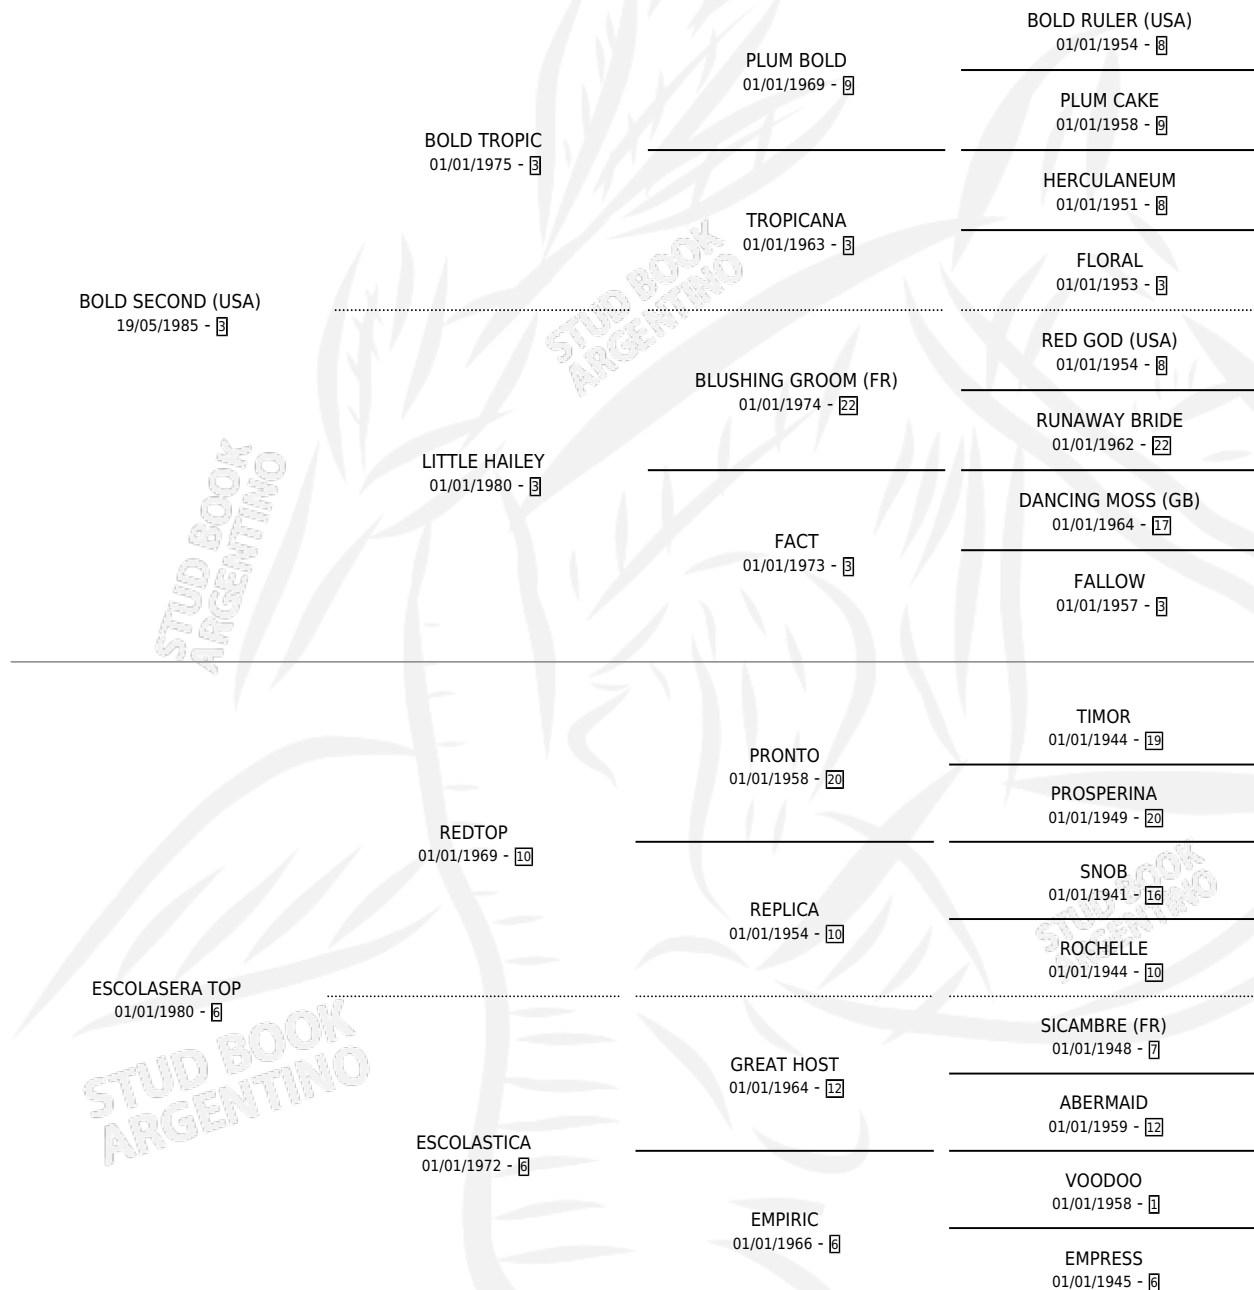 BOLD RULER (USA)
01/01/1954 - 8
PLUM BOLD
01/01/1969 - 9
PLUM CAKE
01/01/1958 - 9
BOLD TROPIC
01/01/1975 - 3
HERCULANEUM
01/01/1951 - 8
TROPICANA
01/01/1963 - 3
FLORAL
01/01/1953 - 3
BOLD SECOND (USA)
19/05/1985 - 3
STUD BOOK
ARGENTINO
RED GOD (USA)
01/01/1954 - 8
BLUSHING GROOM (FR)
01/01/1974 - 22
RUNAWAY BRIDE
01/01/1962 - 22
LITTLE HAILEY
01/01/1980 - 3
DANCING MOSS (GB)
01/01/1964 - 17
FACT
01/01/1973 - 3
FALLOW
01/01/1957 - 3
STUD BOOK
ARGENTINO
TIMOR
01/01/1944 - 19
PRONTO
01/01/1958 - 20
PROSPERINA
01/01/1949 - 20
REDTOP
01/01/1969 - 10
SNOB
01/01/1941 - 16
REPLICA
01/01/1954 - 10
ROCHELLE
01/01/1944 - 10
STUD BOOK
ARGENTINO
ESCOLASERA TOP
01/01/1980 - 6
STUD BOOK
ARGENTINO
SICAMBRE (FR)
01/01/1948 - 7
GREAT HOST
01/01/1964 - 12
ABERMAID
01/01/1959 - 12
ESCOLASTICA
01/01/1972 - 6
VOODOO
01/01/1958 - 1
EMPIRIC
01/01/1966 - 6
EMPRESS
01/01/1945 - 6